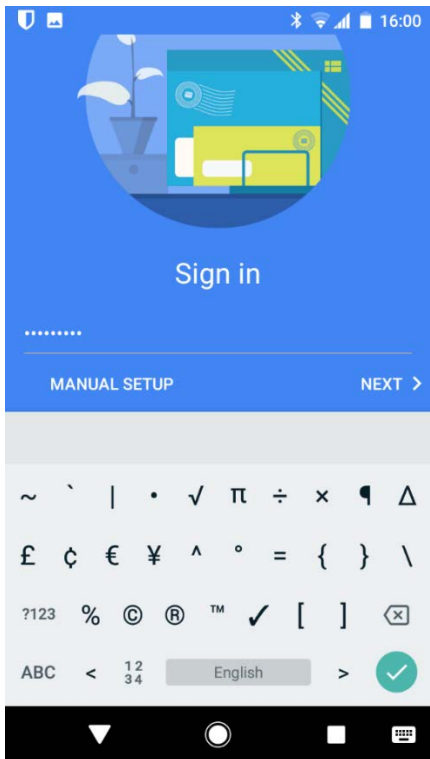 16:00
Sign in
•••••••••
MANUAL SETUP NEXT >
~ ` | • √ π ÷ × ¶ Δ
£ ¢ € ¥ ^ ° = { } \
?123 % © ® ™ ✓ [ ]
ABC < 12 34 English >